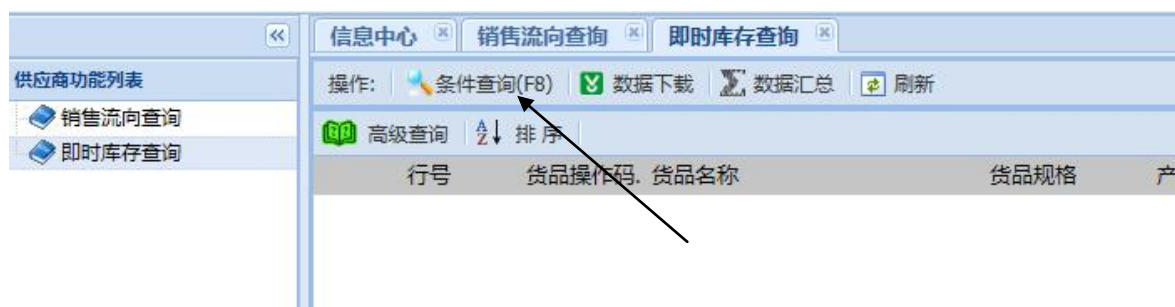 信息中心 销售流向查询 即时库存查询
供应商功能列表
操作: 条件查询(F8) 数据下载 数据汇总 刷新
销售流向查询
即时库存查询
高级查询 排 序
行号 货品操作码. 货品名称 货品规格 产